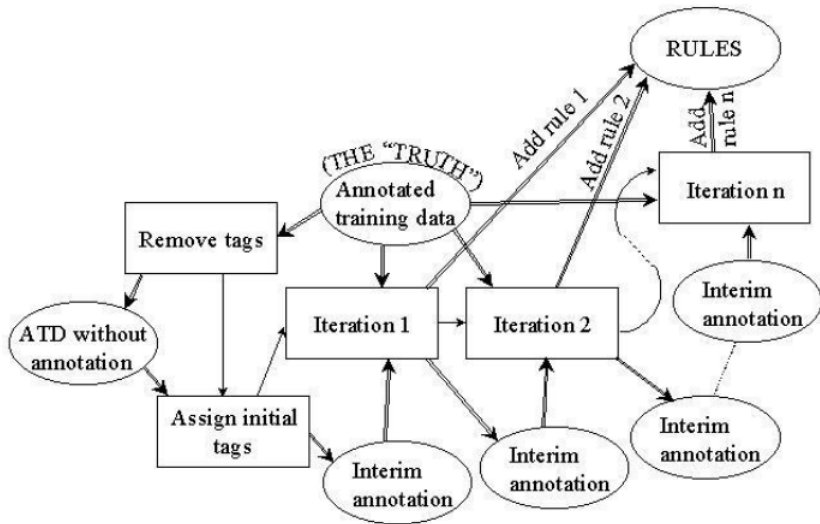 RULES
Add rule 1
Add rule 2
Add
rule n
(THE "TRUTH")
Annotated
training data
Iteration n
Remove tags
Interim
annotation
ATD without
annotation
Iteration 1
Iteration 2
Assign initial
tags
Interim
annotation
Interim
annotation
Interim
annotation